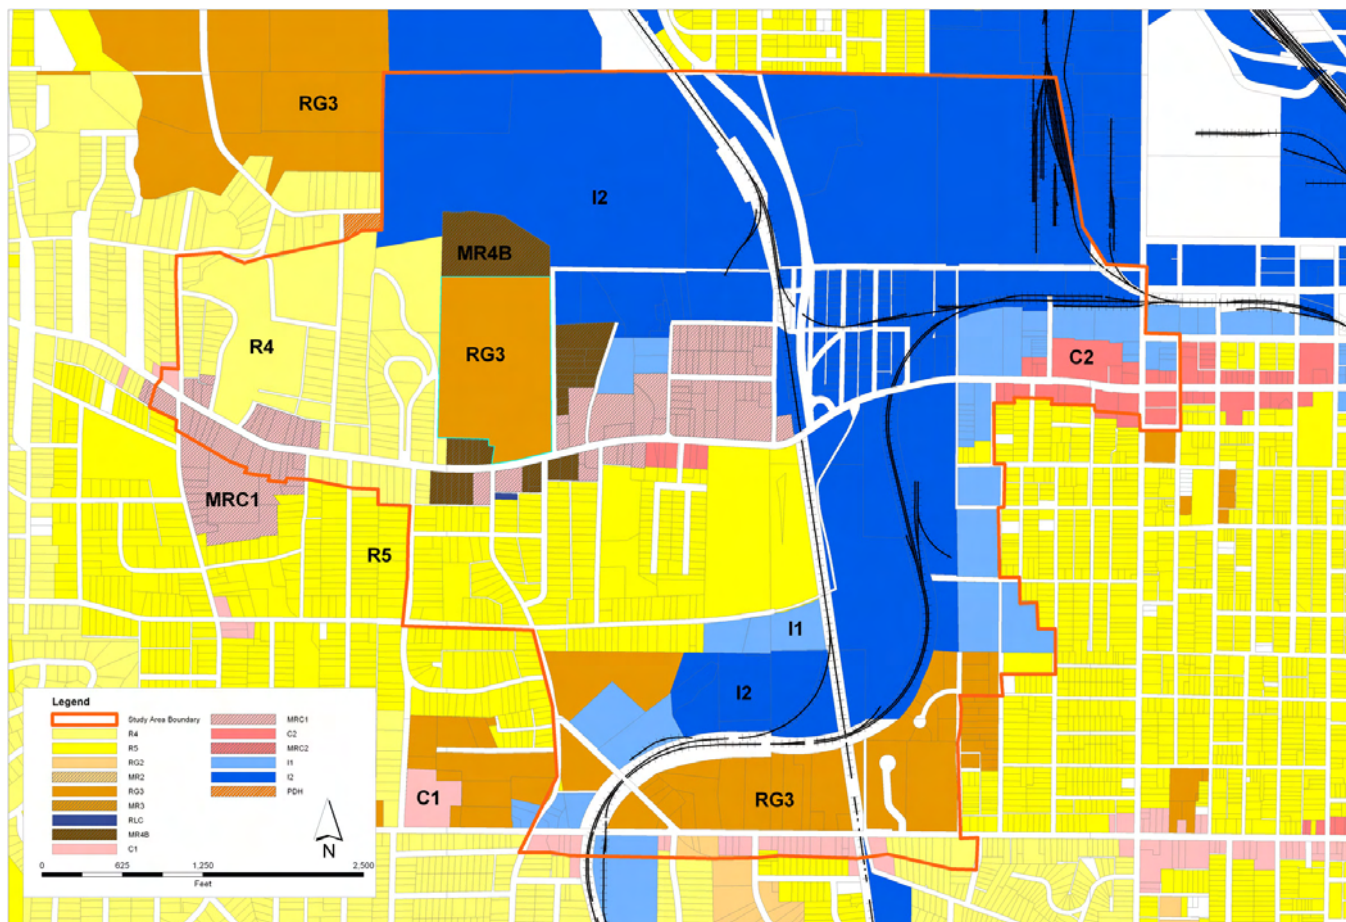 RG3
I2
MR4B
R4
RG3
C2
MRC1
R5
I1
I2
C1
RG3
Legend
Study Area Boundary
R4
R5
RG2
MR2
RG3
MR3
RLC
MR4B
C1
MRC1
C2
MRC2
I1
I2
PDH
N
0 625 1,250 2,500
Feet